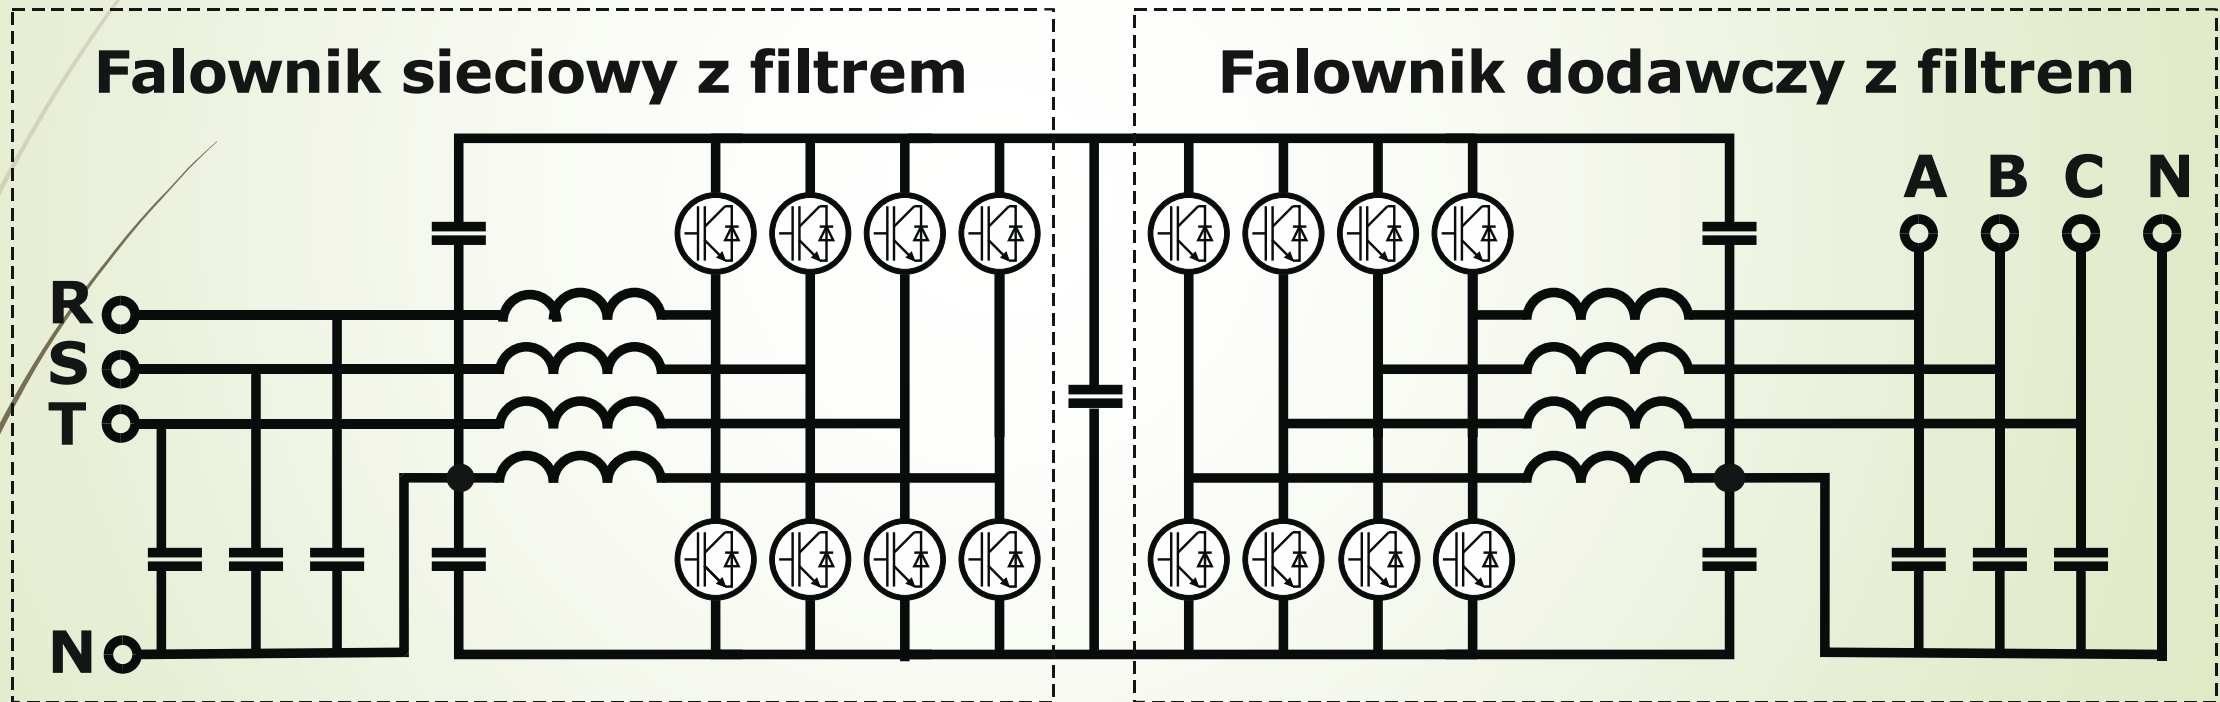 Falownik sieciowy z filtrem
Falownik dodawczy z filtrem
A B C N
R
S
T
N